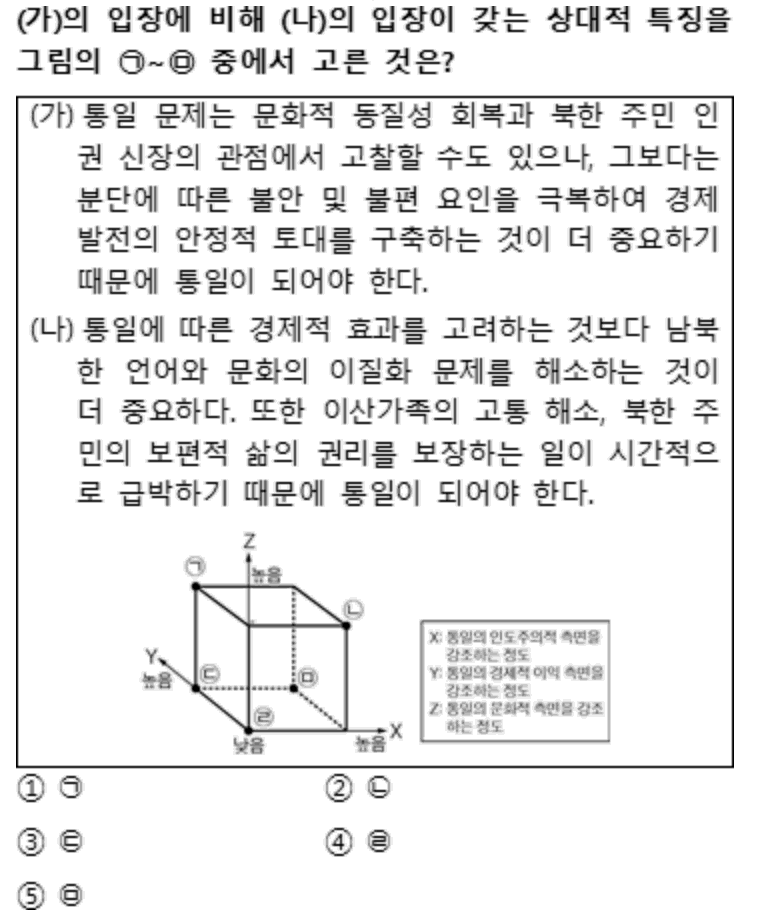 (가)의 입장에 비해 (나)의 입장이 갖는 상대적 특징을
그림의 ㉠~㉤ 중에서 고른 것은?
(가) 통일 문제는 문화적 동질성 회복과 북한 주민 인
권 신장의 관점에서 고찰할 수도 있으나, 그보다는
분단에 따른 불안 및 불편 요인을 극복하여 경제
발전의 안정적 토대를 구축하는 것이 더 중요하기
때문에 통일이 되어야 한다.
(나) 통일에 따른 경제적 효과를 고려하는 것보다 남북
한 언어와 문화의 이질화 문제를 해소하는 것이
더 중요하다. 또한 이산가족의 고통 해소, 북한 주
민의 보편적 삶의 권리를 보장하는 일이 시간적으
로 급박하기 때문에 통일이 되어야 한다.
Z
높음
㉠
㉡
Y
높음
㉢
㉤
㉣
낮음
X
높음
X: 통일의 인도주의적 측면을
강조하는 정도
Y: 통일의 경제적 이익 측면을
강조하는 정도
Z: 통일의 문화적 측면을 강조
하는 정도
① ㉠
② ㉡
③ ㉢
④ ㉣
⑤ ㉤